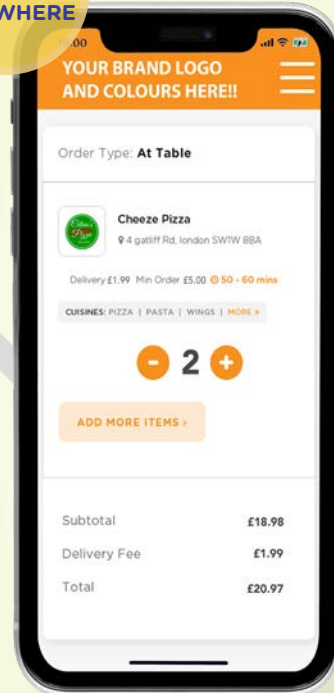 WHERE
YOUR BRAND LOGO
AND COLOURS HERE!!
Order Type: At Table
Cheeze Pizza
4 gatliff Rd, london SW1W 8BA
Delivery £1.99 Min Order £5.00 50 - 60 mins
CUISINES: PIZZA | PASTA | WINGS | MORE »
- 2 +
ADD MORE ITEMS >
Subtotal £18.98
Delivery Fee £1.99
Total £20.97